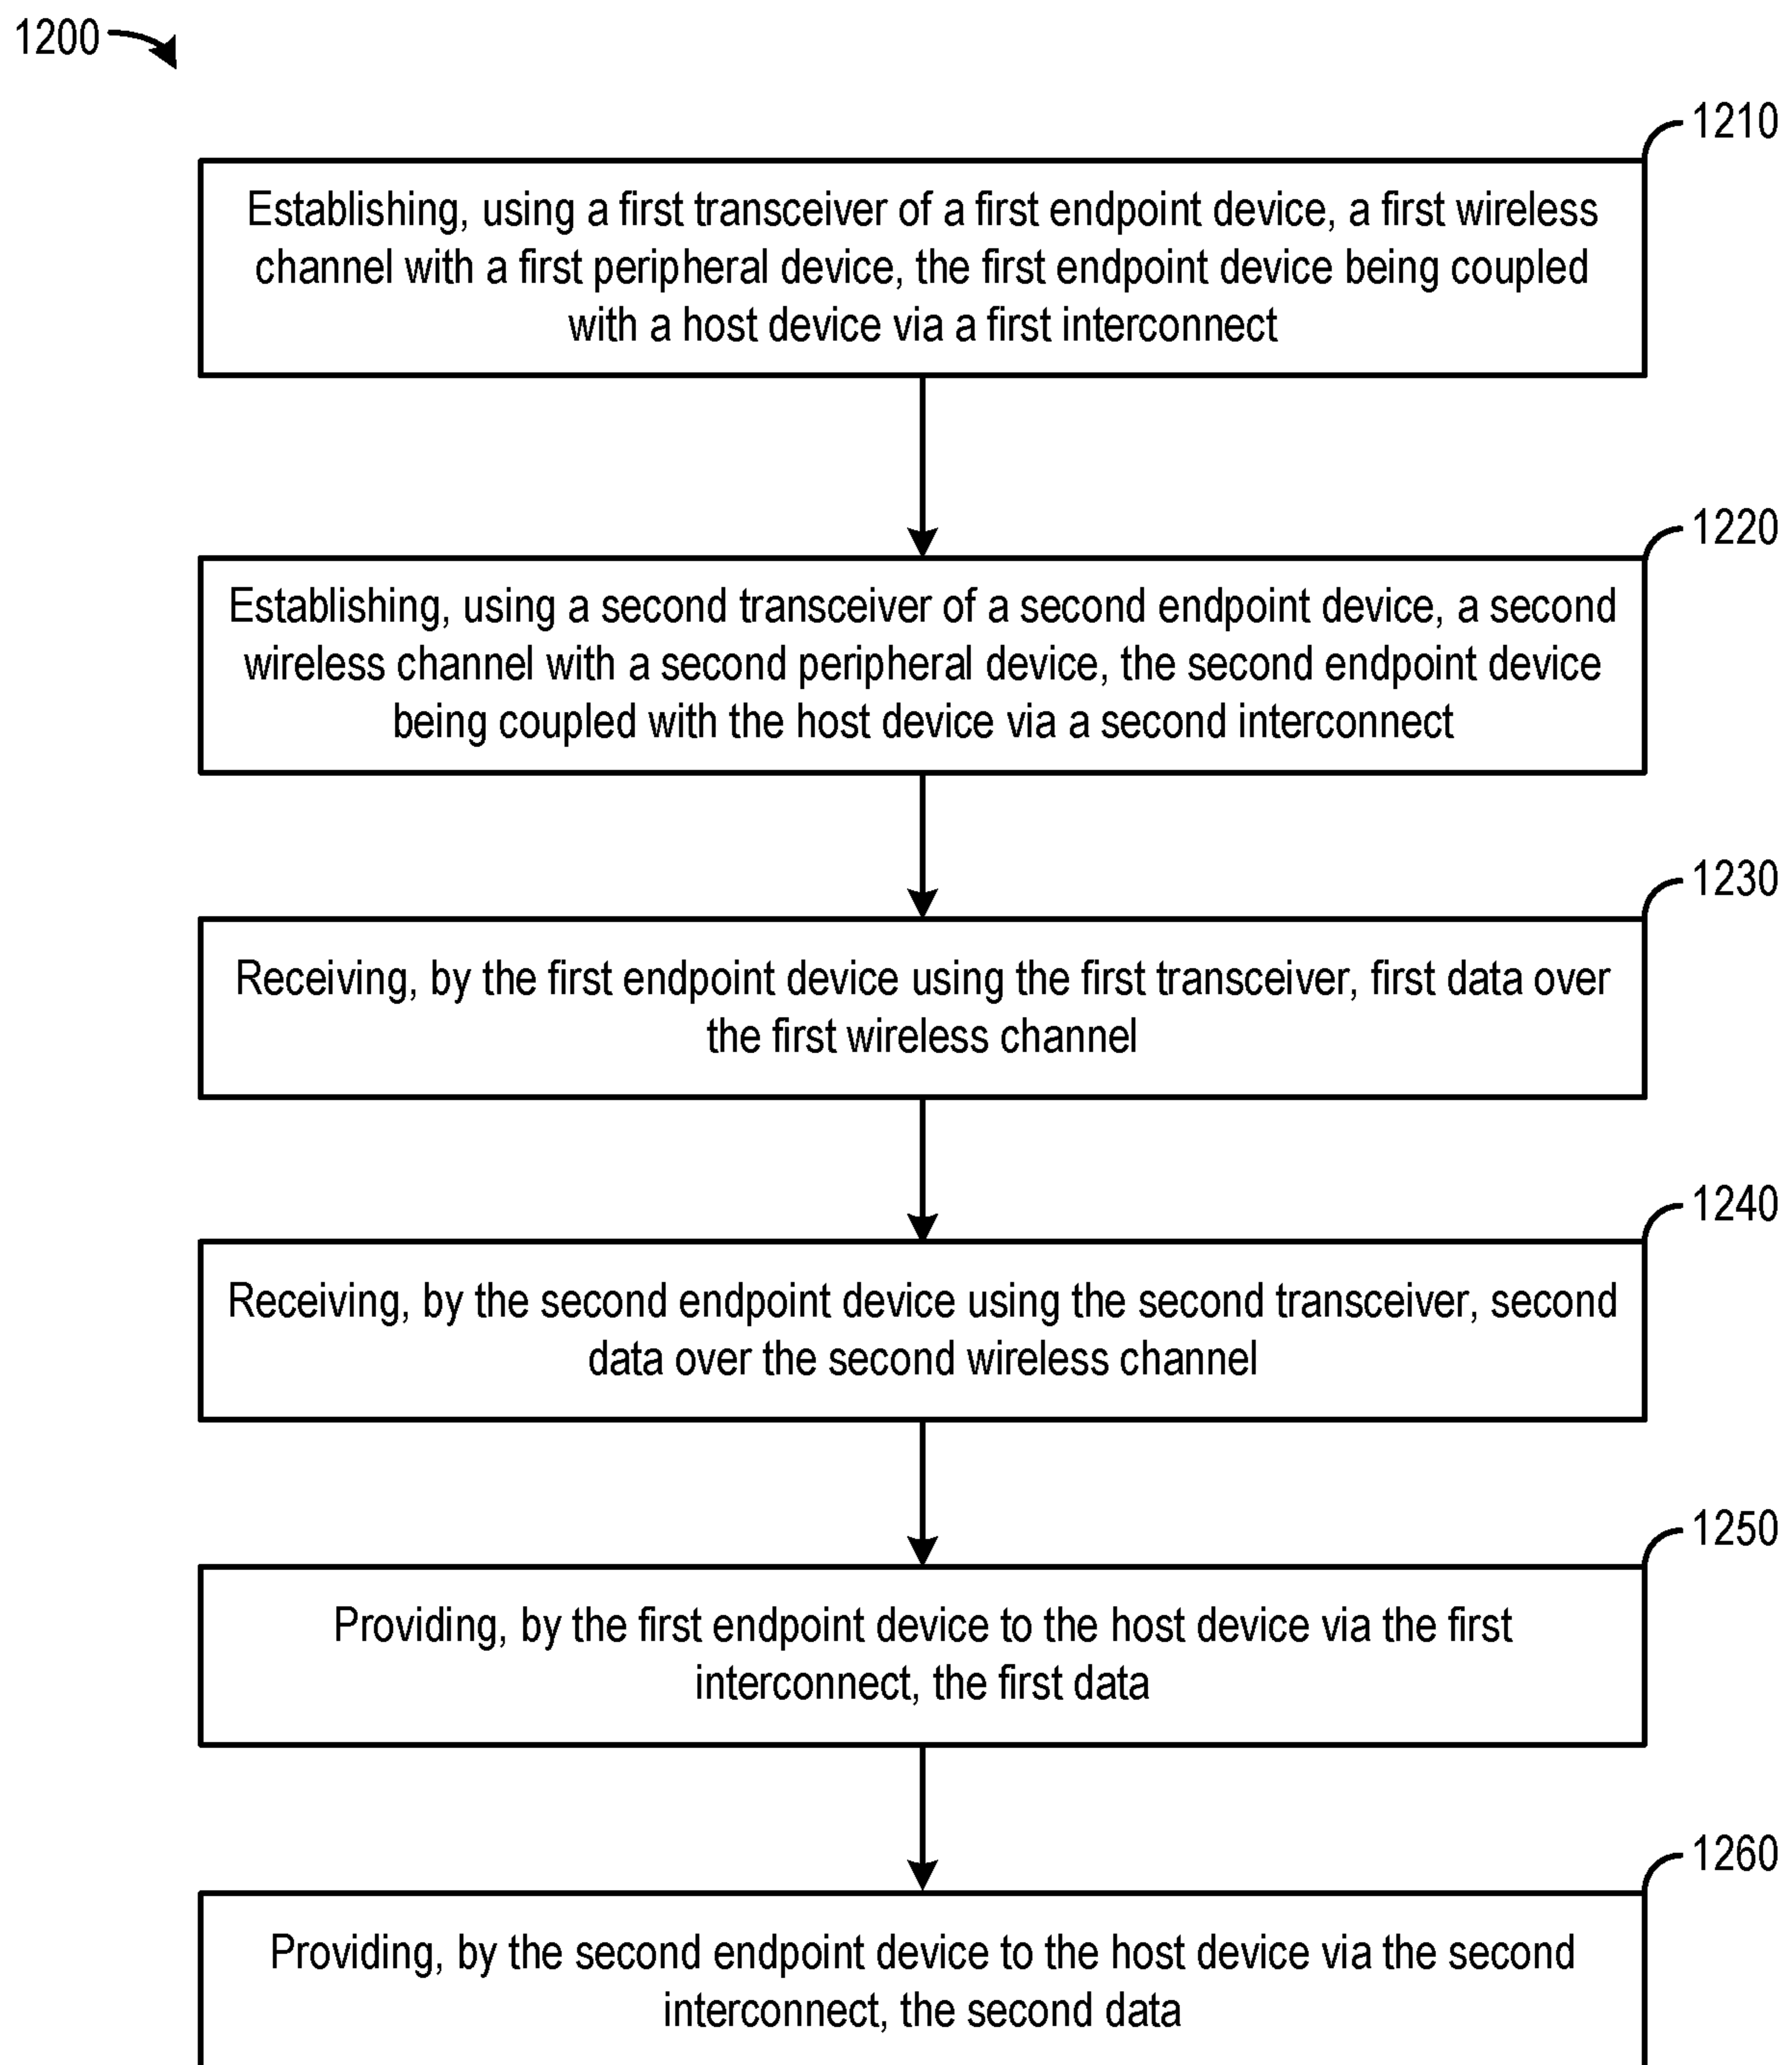 1200
1210
Establishing, using a first transceiver of a first endpoint device, a first wireless
channel with a first peripheral device, the first endpoint device being coupled
with a host device via a first interconnect
1220
Establishing, using a second transceiver of a second endpoint device, a second
wireless channel with a second peripheral device, the second endpoint device
being coupled with the host device via a second interconnect
1230
Receiving, by the first endpoint device using the first transceiver, first data over
the first wireless channel
1240
Receiving, by the second endpoint device using the second transceiver, second
data over the second wireless channel
1250
Providing, by the first endpoint device to the host device via the first
interconnect, the first data
1260
Providing, by the second endpoint device to the host device via the second
interconnect, the second data